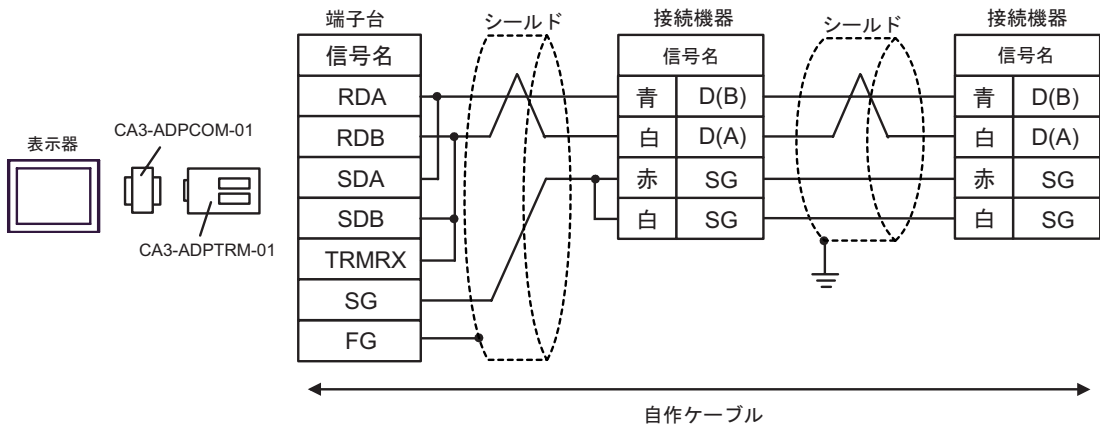 表示器
CA3-ADPCOM-01
CA3-ADPTRM-01
端子台
信号名
RDA
RDB
SDA
SDB
TRMRX
SG
FG
シールド
接続機器
信号名
青 D(B)
白 D(A)
赤 SG
白 SG
シールド
接続機器
信号名
青 D(B)
白 D(A)
赤 SG
白 SG
自作ケーブル